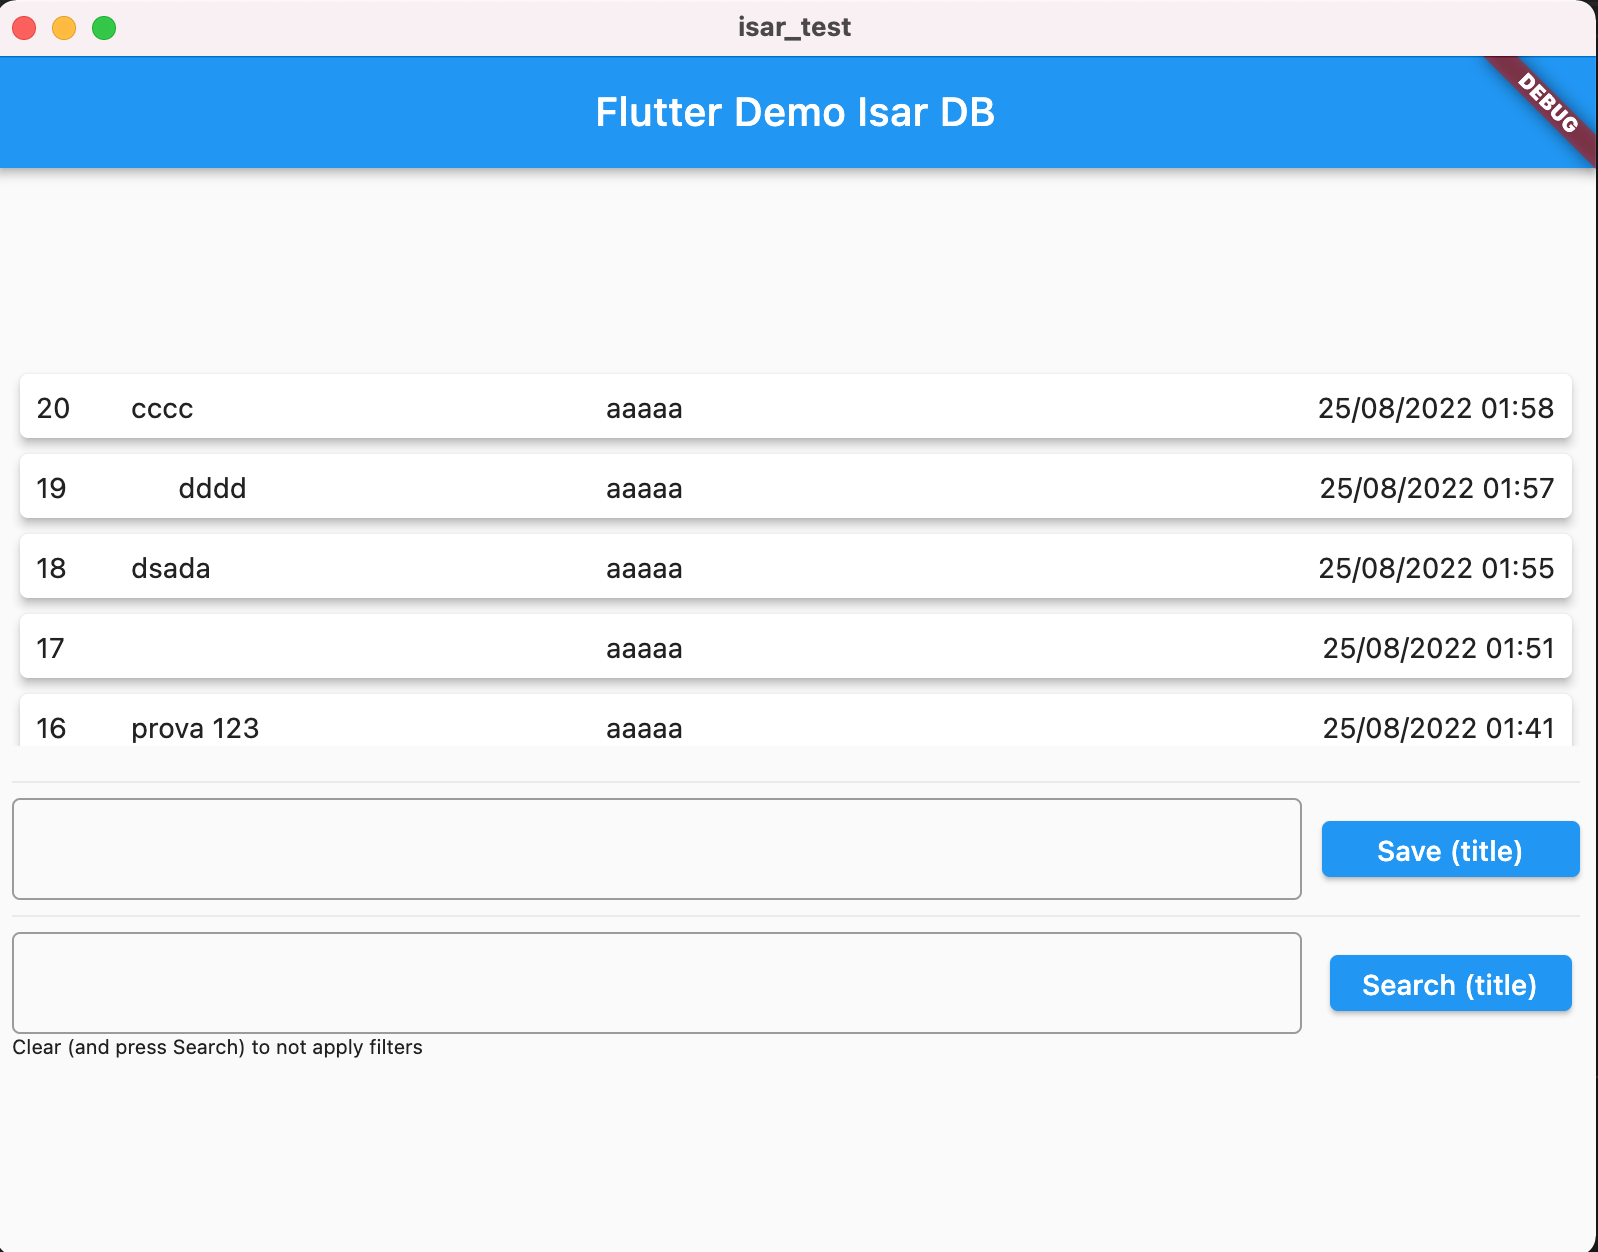 isar_test
Flutter Demo Isar DB
DEBUG
20 cccc aaaaa 25/08/2022 01:58
19 dddd aaaaa 25/08/2022 01:57
18 dsada aaaaa 25/08/2022 01:55
17 aaaaa 25/08/2022 01:51
16 prova 123 aaaaa 25/08/2022 01:41
Save (title)
Search (title)
Clear (and press Search) to not apply filters